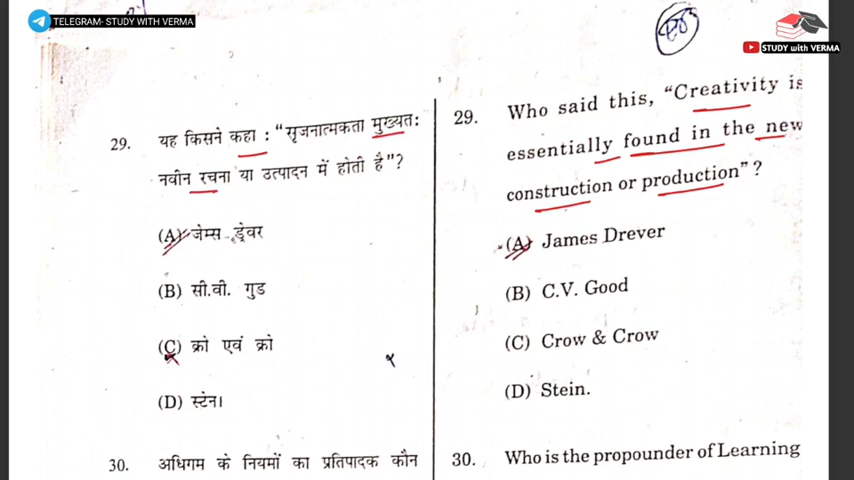 TELEGRAM- STUDY WITH VERMA
STUDY with VERMA
29. यह किसने कहा : “सृजनात्मकता मुख्यतः
नवीन रचना या उत्पादन में होती है”?
(A) जेम्स ड्रेवर
(B) सी.वी. गुड
(C) क्रो एवं क्रो
(D) स्टेन।
30. अधिगम के नियमों का प्रतिपादक कौन
29. Who said this, “Creativity is
essentially found in the new
construction or production”?
(A) James Drever
(B) C.V. Good
(C) Crow & Crow
(D) Stein.
30. Who is the propounder of Learning